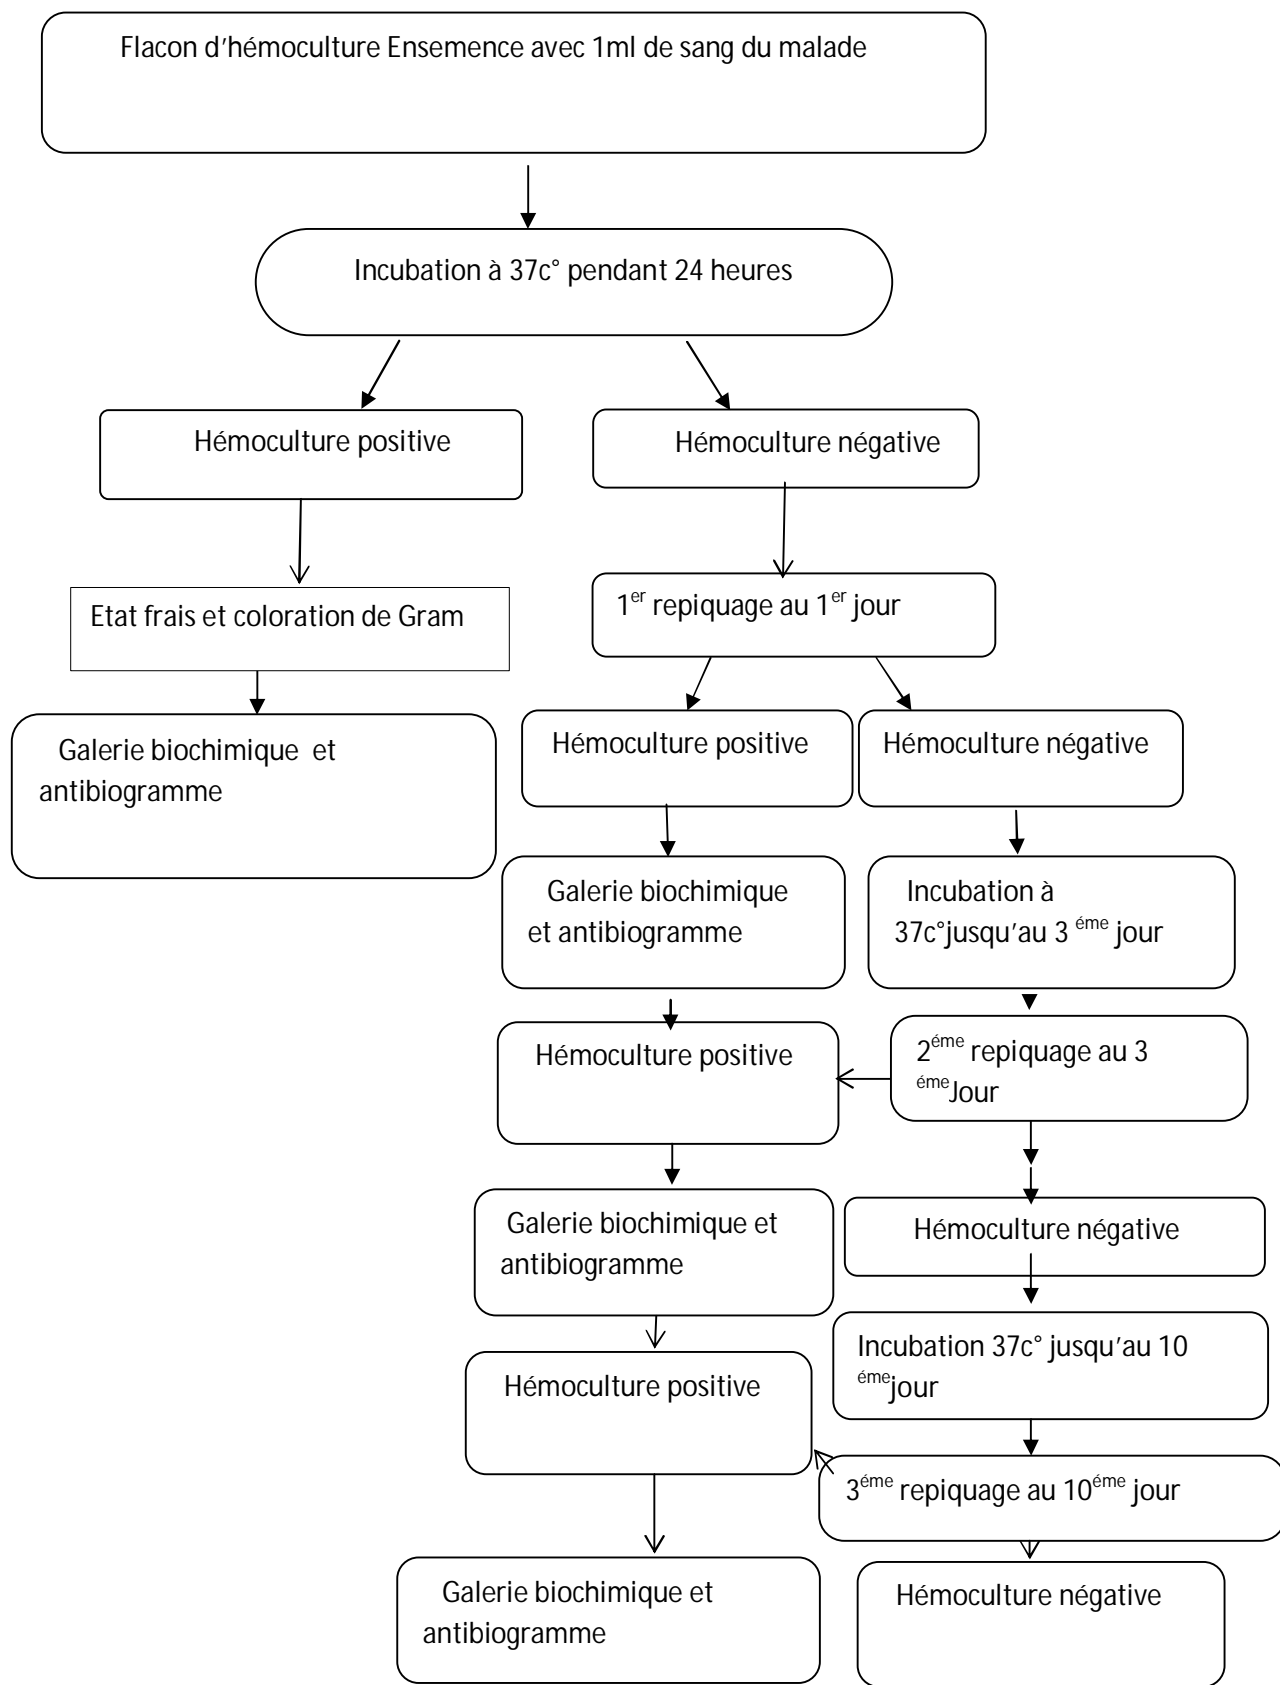 Flacon d'hémoculture Ensemence avec 1ml de sang du malade
Incubation à 37c° pendant 24 heures
Hémoculture positive
Hémoculture négative
Etat frais et coloration de Gram
1er repiquage au 1er jour
Galerie biochimique et
antibiogramme
Hémoculture positive
Hémoculture négative
Galerie biochimique
et antibiogramme
Incubation à
37c°jusqu'au 3 éme jour
Hémoculture positive
2éme repiquage au 3
émeJour
Galerie biochimique et
antibiogramme
Hémoculture négative
Incubation 37c° jusqu'au 10
émejour
Hémoculture positive
3éme repiquage au 10éme jour
Galerie biochimique et
antibiogramme
Hémoculture négative